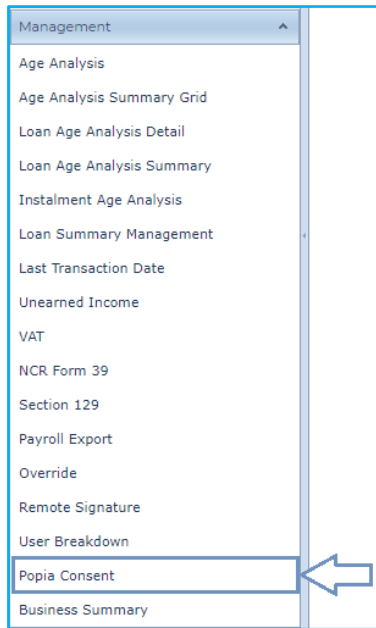 Management
Age Analysis
Age Analysis Summary Grid
Loan Age Analysis Detail
Loan Age Analysis Summary
Instalment Age Analysis
Loan Summary Management
Last Transaction Date
Unearned Income
VAT
NCR Form 39
Section 129
Payroll Export
Override
Remote Signature
User Breakdown
Popia Consent
Business Summary